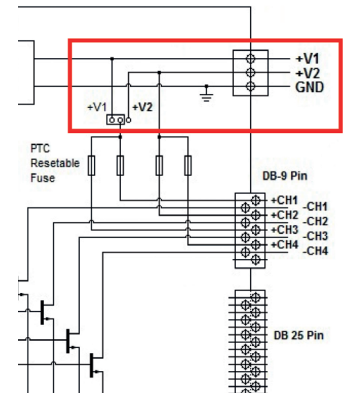 +V1
+V2
GND
+V1
+V2
PTC
Resetable
Fuse
DB-9 Pin
+CH1
-CH1
+CH2
-CH2
+CH3
-CH3
+CH4
-CH4
DB 25 Pin